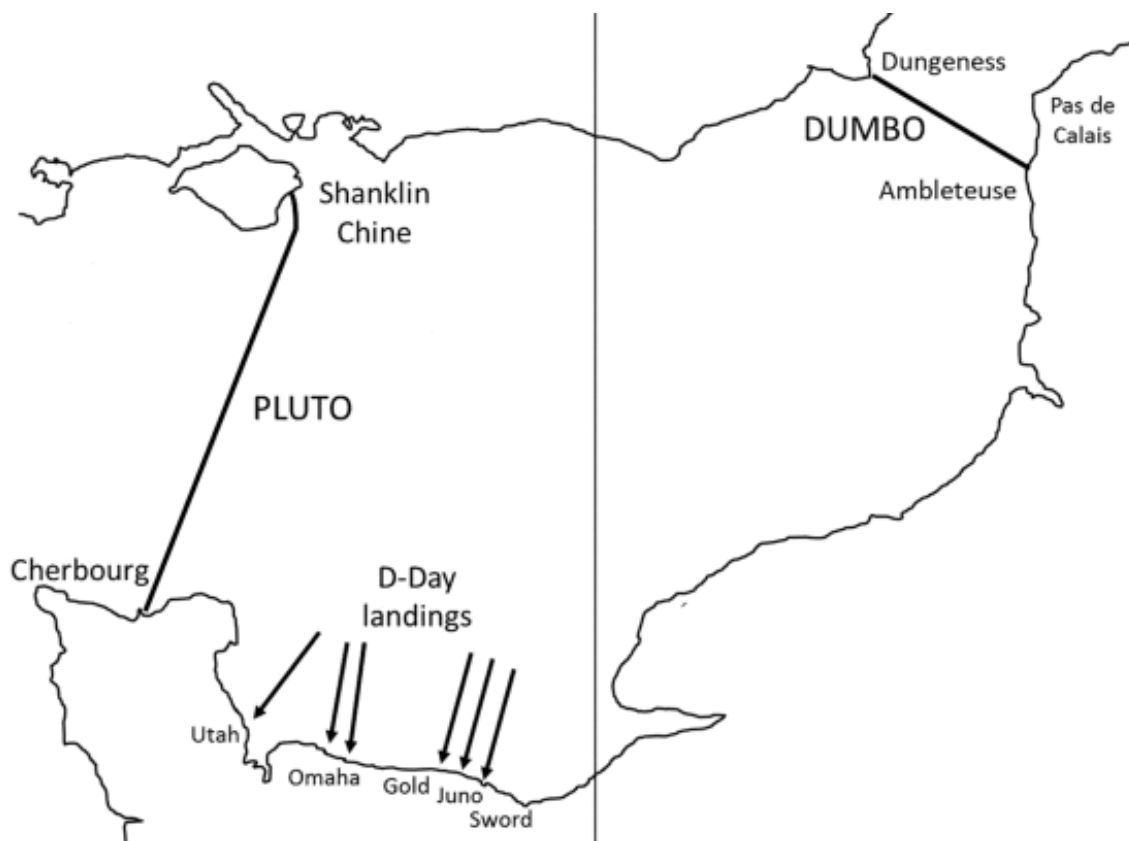 Dungeness
DUMBO
Pas de
Calais
Ambleteuse
Shanklin
Chine
PLUTO
Cherbourg
D-Day
landings
Utah
Omaha
Gold
Juno
Sword